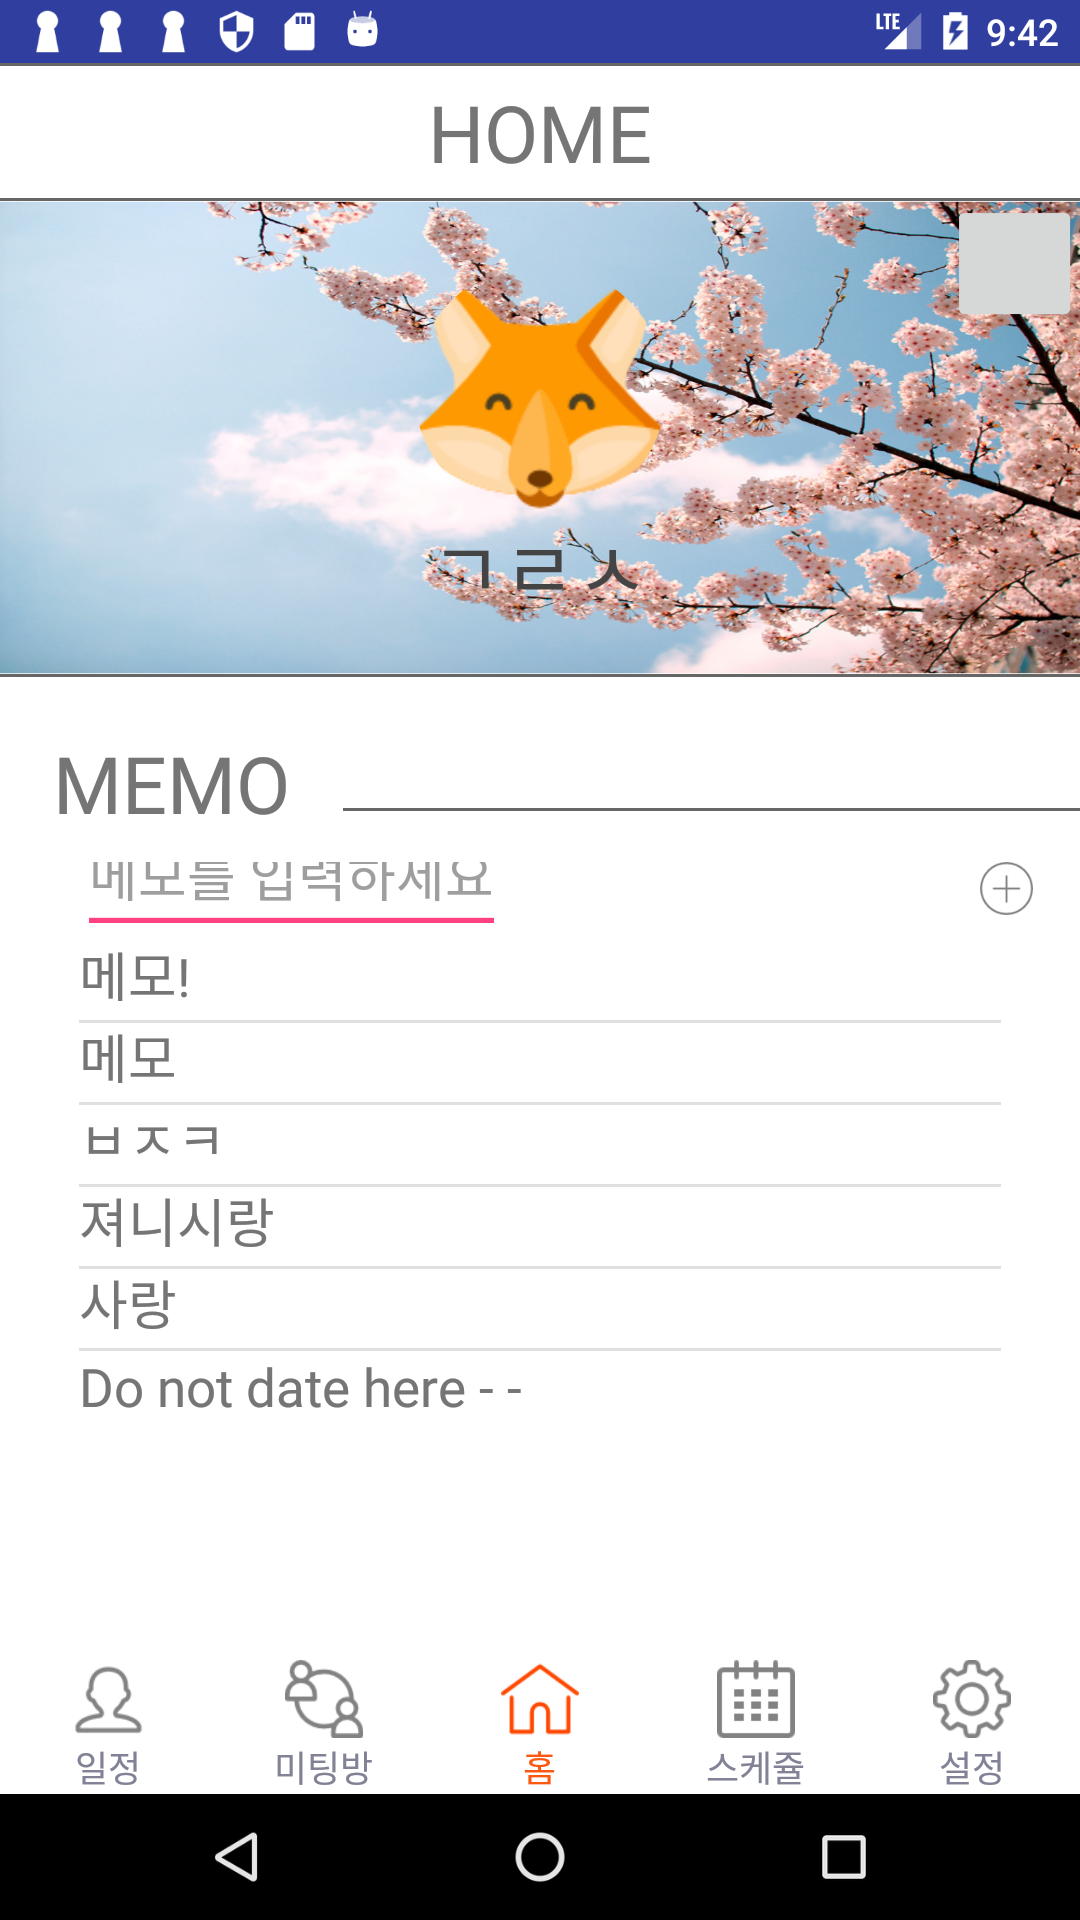 LTE 9:42
HOME
ㄱㄹㅅ
MEMO
메모를 입력하세요
메모!
메모
ㅂㅈㅋ
져니시랑
사랑
Do not date here - -
일정 미팅방 홈 스케쥴 설정